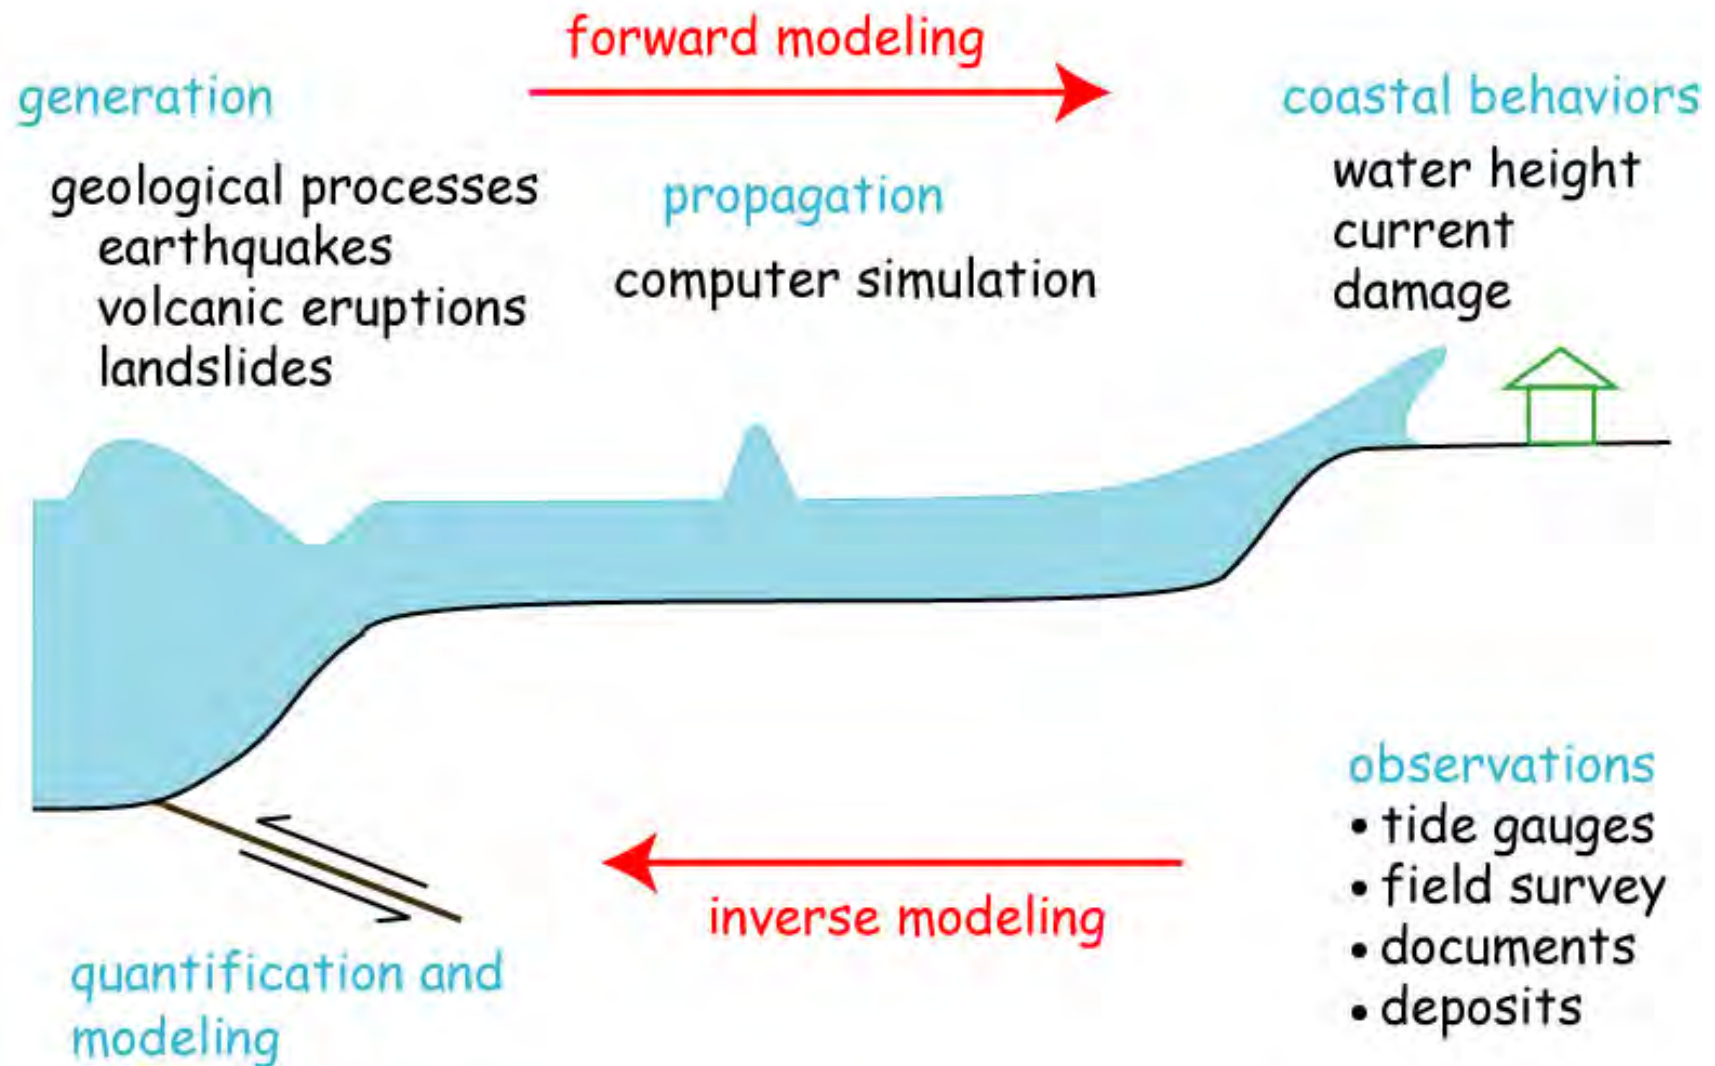 forward modeling
generation
geological processes
earthquakes
volcanic eruptions
landslides
propagation
computer simulation
coastal behaviors
water height
current
damage
observations
• tide gauges
• field survey
• documents
• deposits
inverse modeling
quantification and
modeling